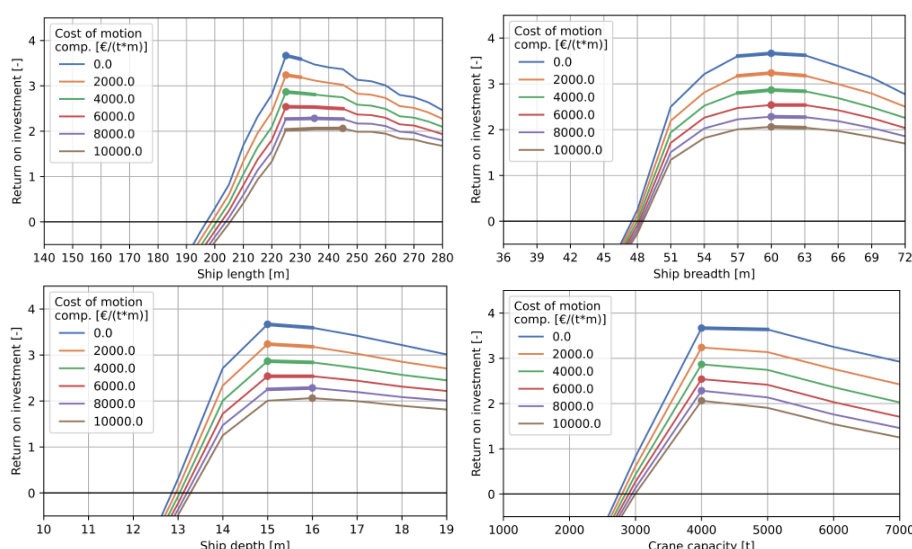 Cost of motion
comp. [€/(t*m)]
0.0
2000.0
4000.0
6000.0
8000.0
10000.0
Return on investment [-]
4
3
2
1
0
140 150 160 170 180 190 200 210 220 230 240 250 260 270 280
Ship length [m]
Cost of motion
comp. [€/(t*m)]
0.0
2000.0
4000.0
6000.0
8000.0
10000.0
Return on investment [-]
4
3
2
1
0
36 39 42 45 48 51 54 57 60 63 66 69 72
Ship breadth [m]
Cost of motion
comp. [€/(t*m)]
0.0
2000.0
4000.0
6000.0
8000.0
10000.0
Return on investment [-]
4
3
2
1
0
10 11 12 13 14 15 16 17 18 19
Ship depth [m]
Cost of motion
comp. [€/(t*m)]
0.0
2000.0
4000.0
6000.0
8000.0
10000.0
Return on investment [-]
4
3
2
1
0
1000 2000 3000 4000 5000 6000 7000
Crane capacity [t]